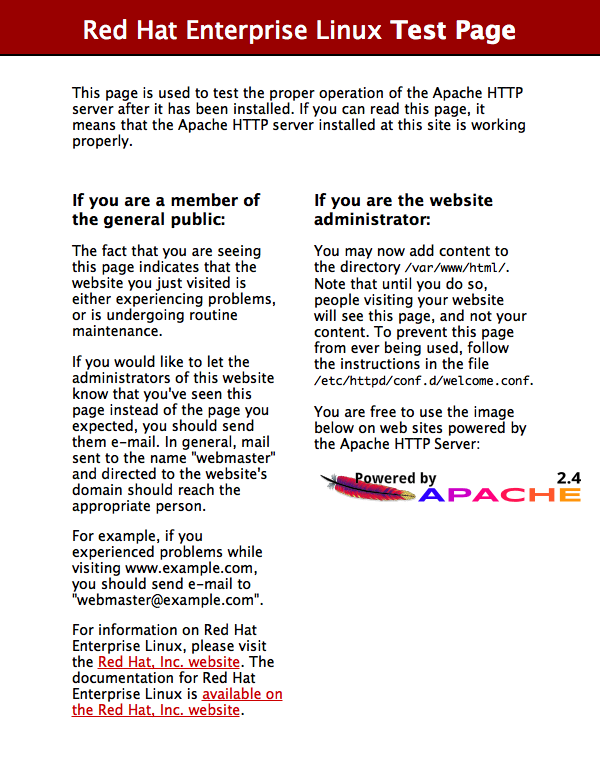 Red Hat Enterprise Linux Test Page
This page is used to test the proper operation of the Apache HTTP
server after it has been installed. If you can read this page, it
means that the Apache HTTP server installed at this site is working
properly.
If you are a member of
the general public:
The fact that you are seeing
this page indicates that the
website you just visited is
either experiencing problems,
or is undergoing routine
maintenance.
If you would like to let the
administrators of this website
know that you've seen this
page instead of the page you
expected, you should send
them e-mail. In general, mail
sent to the name "webmaster"
and directed to the website's
domain should reach the
appropriate person.
For example, if you
experienced problems while
visiting www.example.com,
you should send e-mail to
"webmaster@example.com".
For information on Red Hat
Enterprise Linux, please visit
the Red Hat, Inc. website. The
documentation for Red Hat
Enterprise Linux is available on
the Red Hat, Inc. website.
If you are the website
administrator:
You may now add content to
the directory /var/www/html/.
Note that until you do so,
people visiting your website
will see this page, and not your
content. To prevent this page
from ever being used, follow
the instructions in the file
/etc/httpd/conf.d/welcome.conf.
You are free to use the image
below on web sites powered by
the Apache HTTP Server:
Powered by 2.4
APACHE